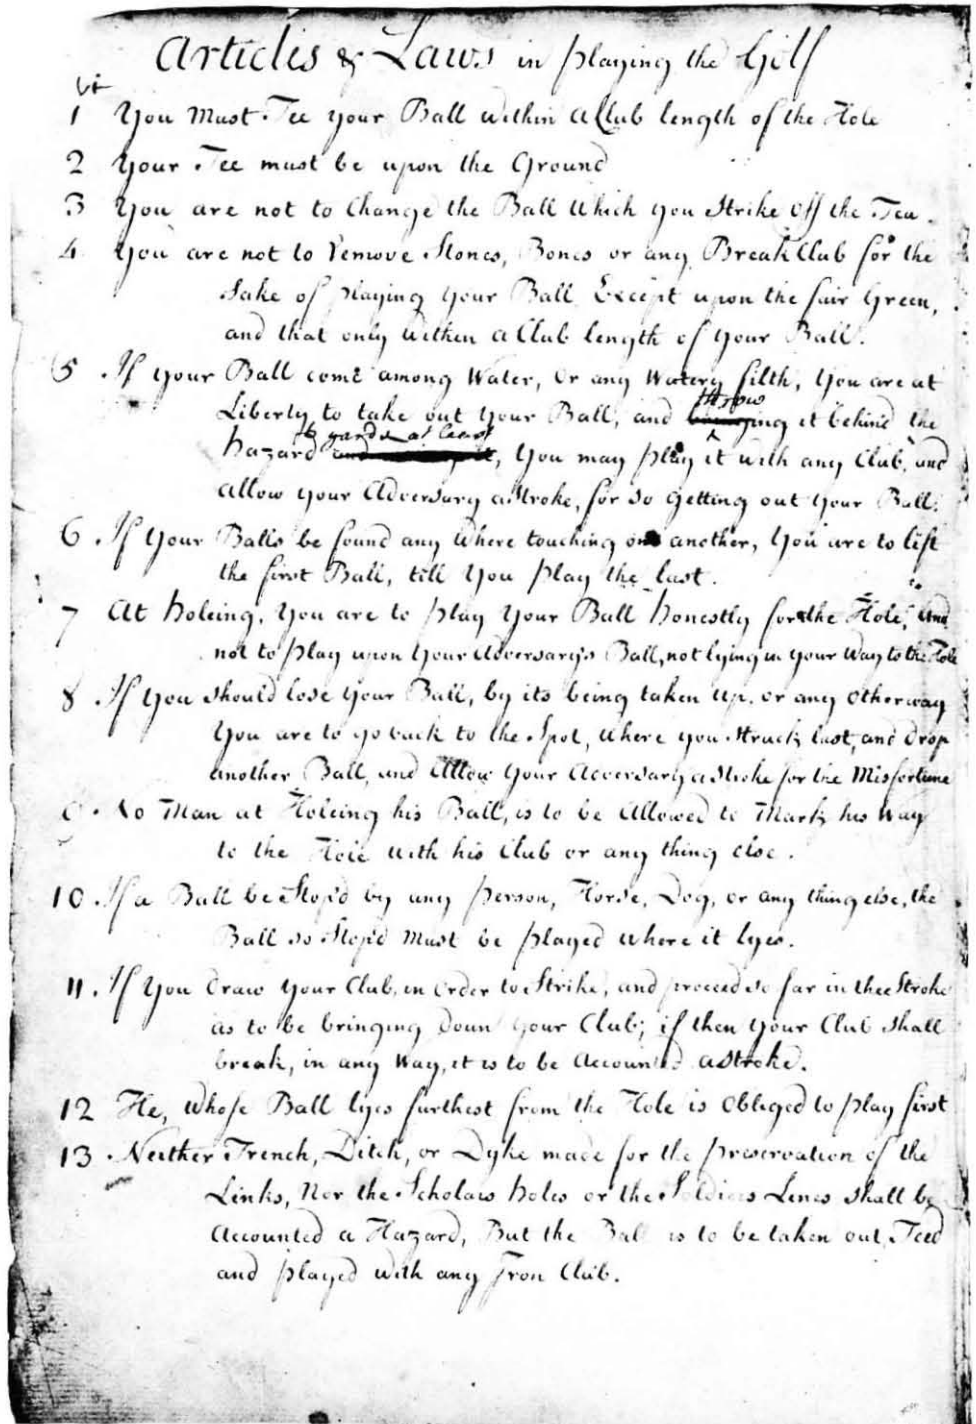 Articles & Laws in playing the Golf
1 You Must Tee your Ball within a Club length of the Hole
2 Your Tee must be upon the Ground
3 You are not to Change the Ball which you Strike off the Tee.
4 You are not to remove Stones, Bones or any Break Club for the
Sake of playing your Ball Except upon the fair Green,
and that only within a Club length of your Ball.
5 If your Ball come among Water, or any watery filth, You are at
throw
Liberty to take out Your Ball, and bringing it behind the
6 yards at least
hazard, You may play it with any Club, and
allow your Adversary a stroke, for so getting out your Ball.
6. If Your Balls be found any where touching one another, You are to lift
the first Ball, till You play the last.
7 At holeing, You are to play Your Ball honestly for the Hole, and
not to play upon Your Adversary's Ball, not lying in your way to the Hole
8 If you should lose Your Ball, by its being taken up, or any other way
You are to go back to the Spot, where you struck last, and drop
another Ball, and Allow Your Adversary a stroke for the Misfortune
9. No Man at Holeing his Ball, is to be Allowed to Mark his way
to the Hole with his Club or any thing else.
10. If a Ball be Stop'd by any person, Horse, Dog, or any thing else, the
Ball so Stop'd Must be played where it lyes.
11. If You draw your Club, in Order to Strike, and proceed so far in thee Stroke
as to be bringing down your Club; if then your Club shall
break, in any Way, it is to be Accounted a stroke.
12 He, whose Ball lyes furthest from the Hole is Obliged to play first
13. Neither Trench, Ditch, or Dyke made for the preservation of the
Links, Nor the Scholars holes or the Soldiers Lines shall be
Accounted a Hazard, But the Ball is to be taken out, Teed
and played with any Iron Club.